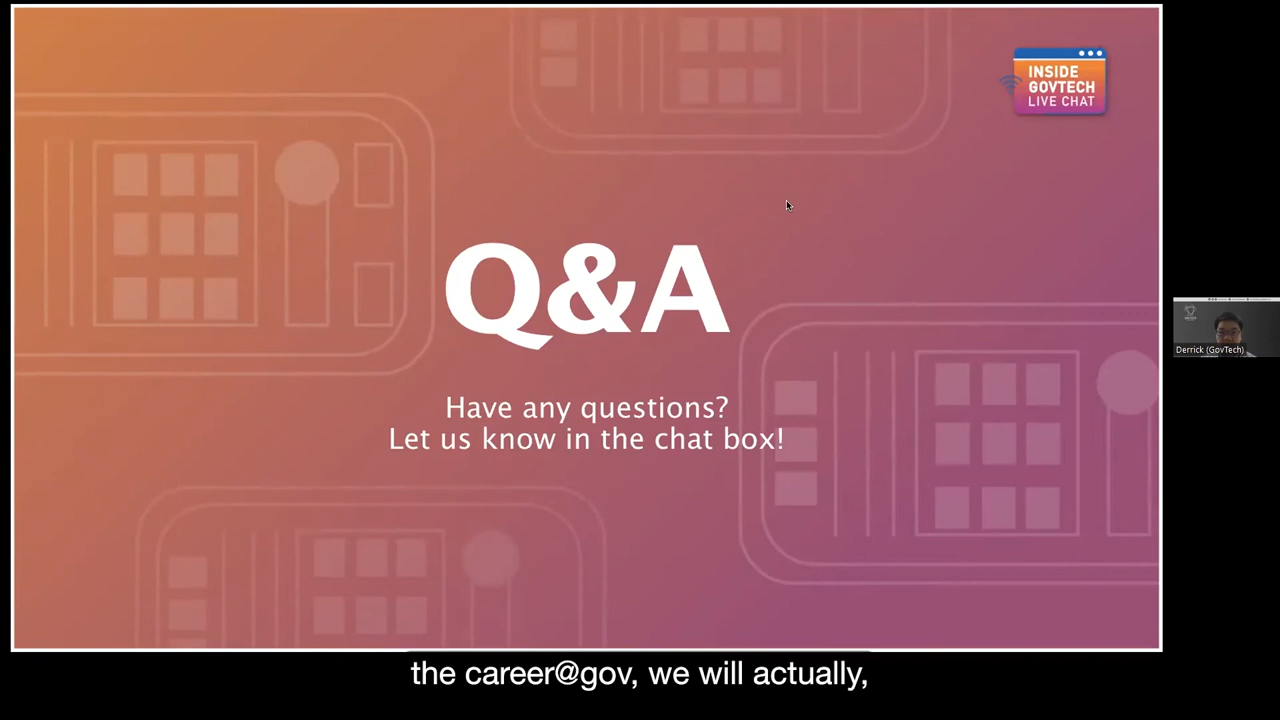 INSIDE
GOVTECH
LIVE CHAT
Q&A
Have any questions?
Let us know in the chat box!
Derrick (GovTech)
the career@gov, we will actually,